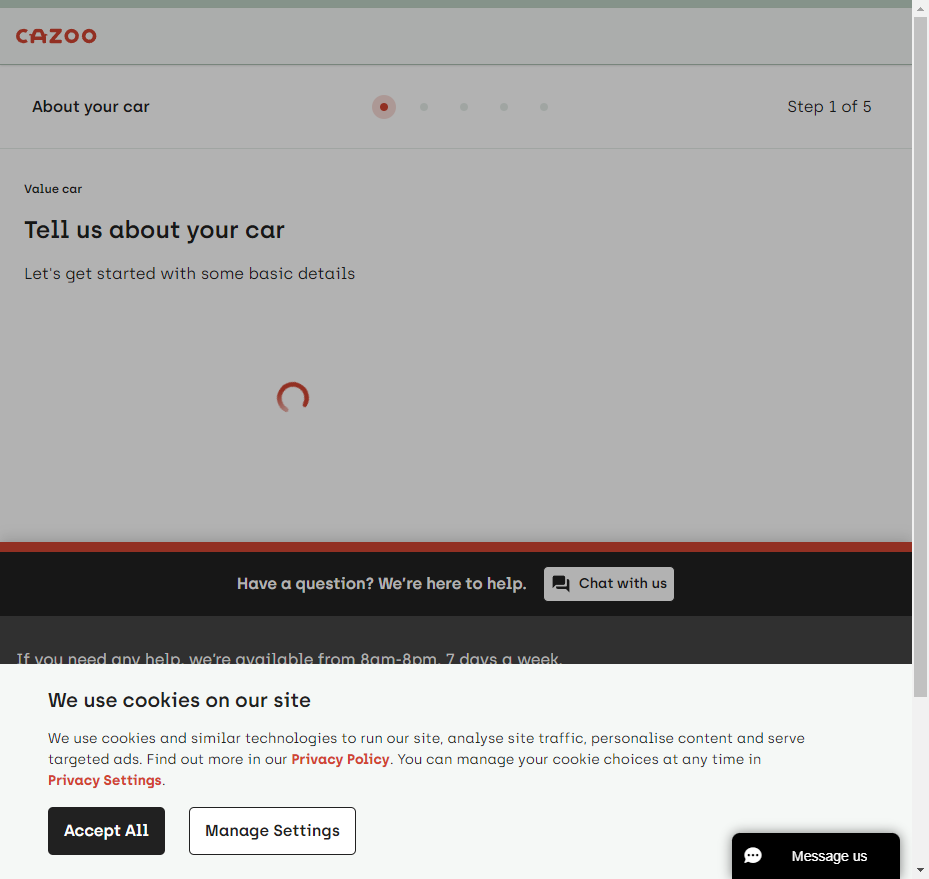 CAZOO
About your car
Step 1 of 5
Value car
Tell us about your car
Let's get started with some basic details
Have a question? We’re here to help.
Chat with us
If you need any help, we’re available from 8am-8pm, 7 days a week.
We use cookies on our site
We use cookies and similar technologies to run our site, analyse site traffic, personalise content and serve
targeted ads. Find out more in our Privacy Policy. You can manage your cookie choices at any time in
Privacy Settings.
Accept All
Manage Settings
Message us